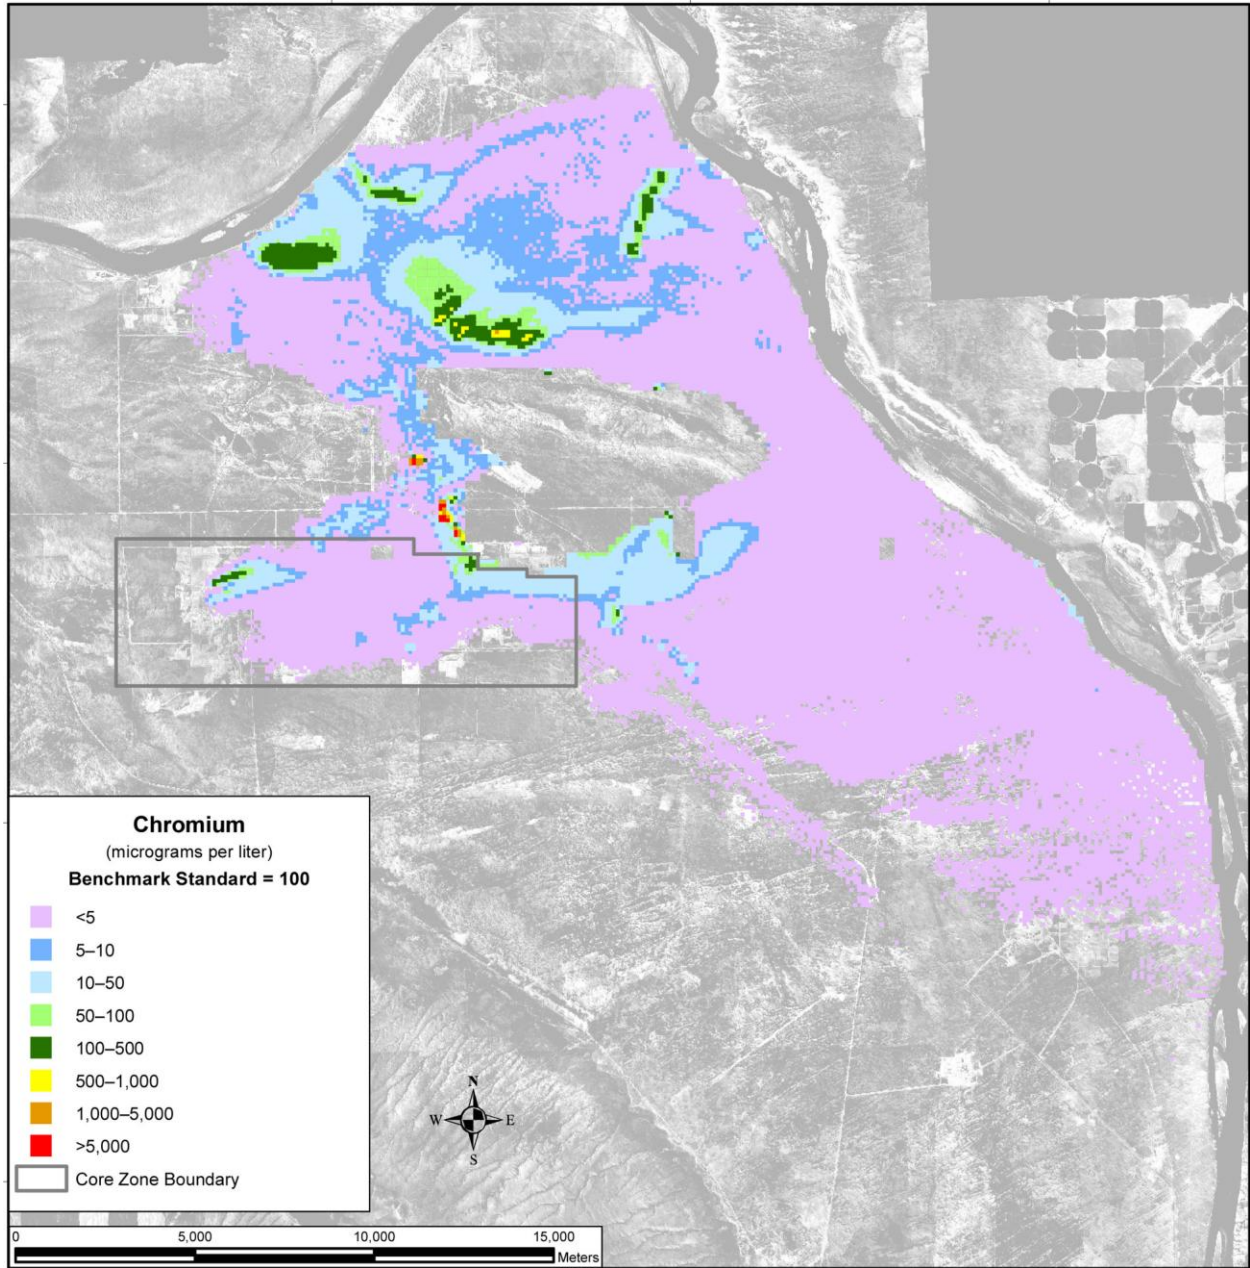 Chromium
(micrograms per liter)
Benchmark Standard = 100
<5
5–10
10–50
50–100
100–500
500–1,000
1,000–5,000
>5,000
Core Zone Boundary
N
W E
S
0 5,000 10,000 15,000
Meters